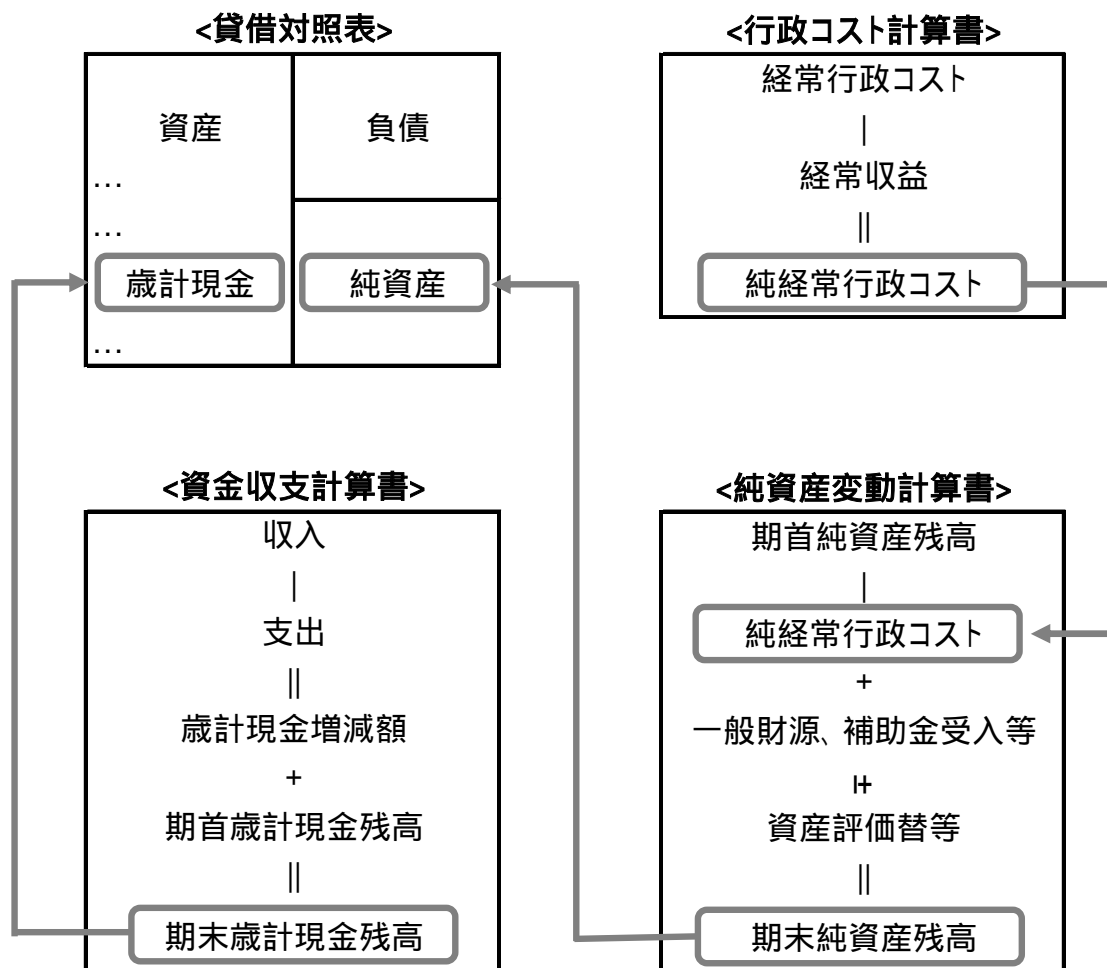 <貸借対照表>
資産
負債
…
…
歳計現金
純資産
…
<行政コスト計算書>
経常行政コスト
|
経常収益
||
純経常行政コスト
<資金収支計算書>
収入
|
支出
||
歳計現金増減額
+
期首歳計現金残高
||
期末歳計現金残高
<純資産変動計算書>
期首純資産残高
|
純経常行政コスト
+
一般財源、補助金受入等
|+
資産評価替等
||
期末純資産残高